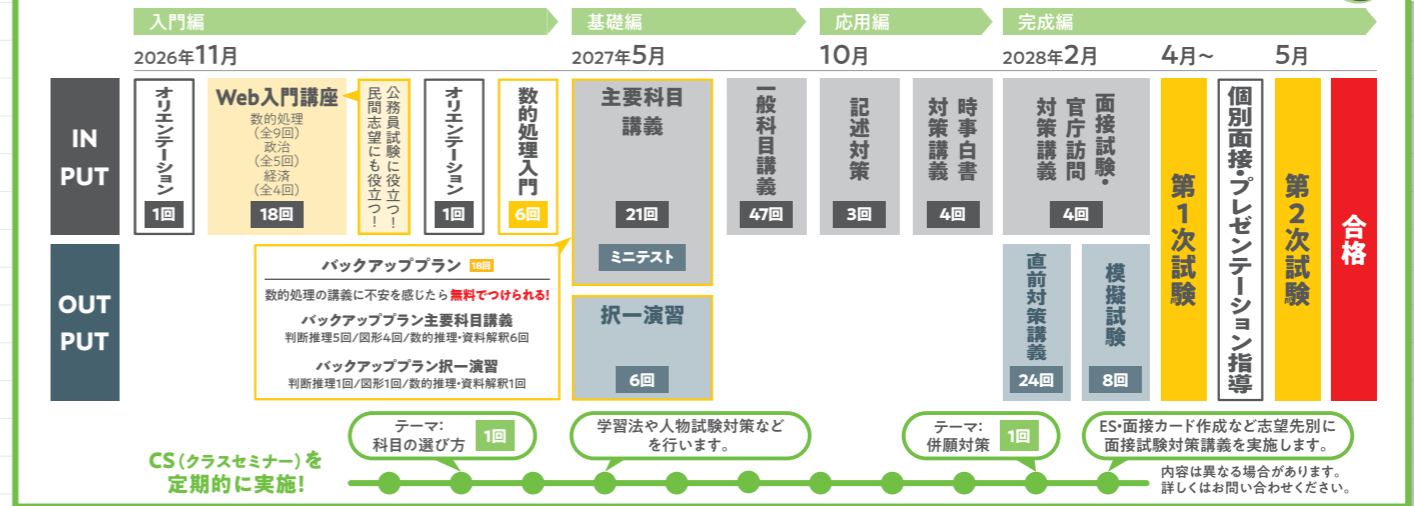 入門編
基礎編
応用編
完成編
2026年11月
2027年5月
10月
2028年2月
4月～
5月
IN
PUT
オリエンテーション
1回
Web入門講座
数的処理
(全9回)
政治
(全5回)
経済
(全4回)
18回
公務員試験に役立つ!
民間志望にも役立つ!
オリエンテーション
1回
数的処理入門
6回
主要科目
講義
21回
ミニテスト
一般科目講義
47回
記述対策
3回
時事白書
対策講義
4回
面接試験・
官庁訪問
対策講義
4回
第1次試験
個別面接・プレゼンテーション指導
第2次試験
合格
OUT
PUT
バックアッププラン 18回
数的処理の講義に不安を感じたら無料でつけられる!
バックアッププラン主要科目講義
判断推理5回/図形4回/数的推理・資料解釈6回
バックアッププラン択一演習
判断推理1回/図形1回/数的推理・資料解釈1回
択一演習
6回
直前対策講義
24回
模擬試験
8回
CS(クラスセミナー)を
定期的に実施!
テーマ:
科目の選び方
1回
学習法や人物試験対策など
を行います。
テーマ:
併願対策
1回
ES・面接カード作成など志望先別に
面接試験対策講義を実施します。
内容は異なる場合があります。
詳しくはお問い合わせください。